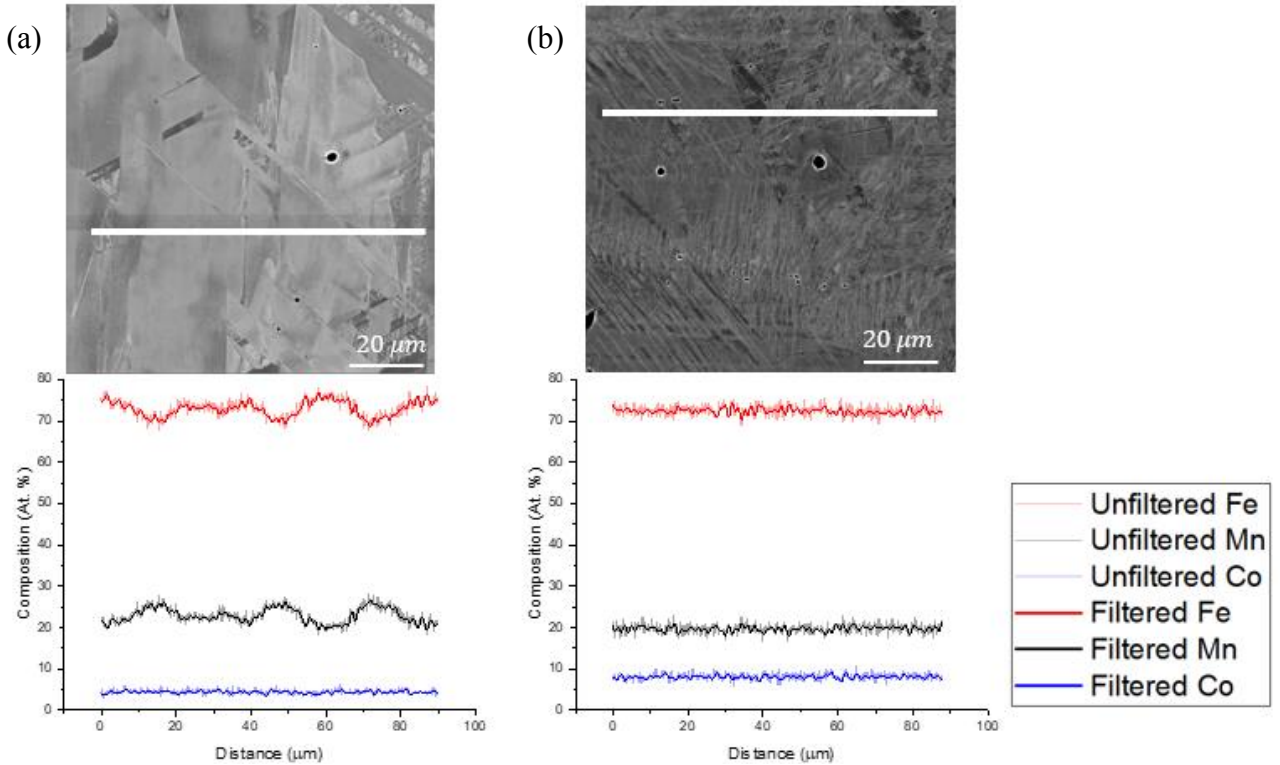 (a)
(b)
20 μm
20 μm
80
70
60
50
40
30
20
10
0
Composition (At. %)
0
20
40
60
80
100
Distance (μm)
80
70
60
50
40
30
20
10
0
Composition (At. %)
0
20
40
60
80
100
Distance (μm)
Unfiltered Fe
Unfiltered Mn
Unfiltered Co
Filtered Fe
Filtered Mn
Filtered Co